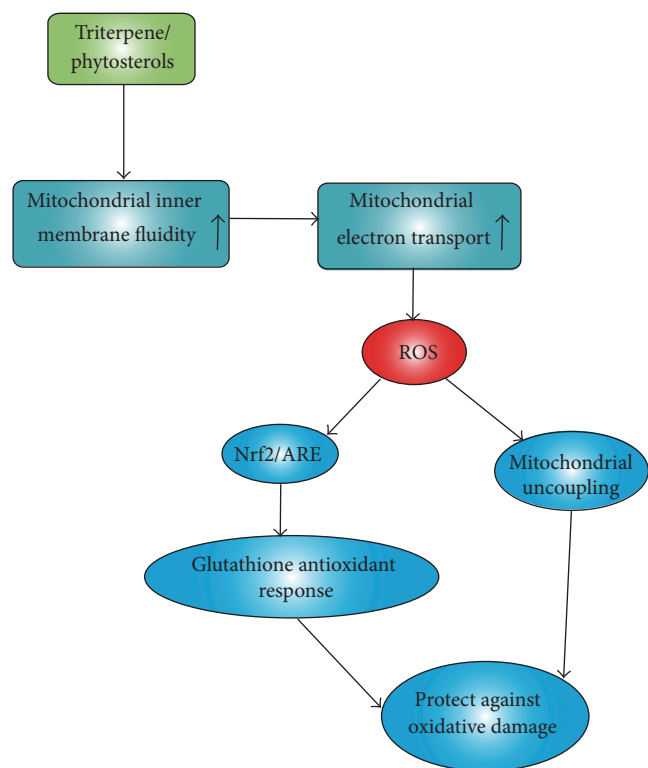 Triterpene/
phytosterols
Mitochondrial inner
membrane fluidity
Mitochondrial
electron transport
ROS
Nrf2/ARE
Mitochondrial
uncoupling
Glutathione antioxidant
response
Protect against
oxidative damage